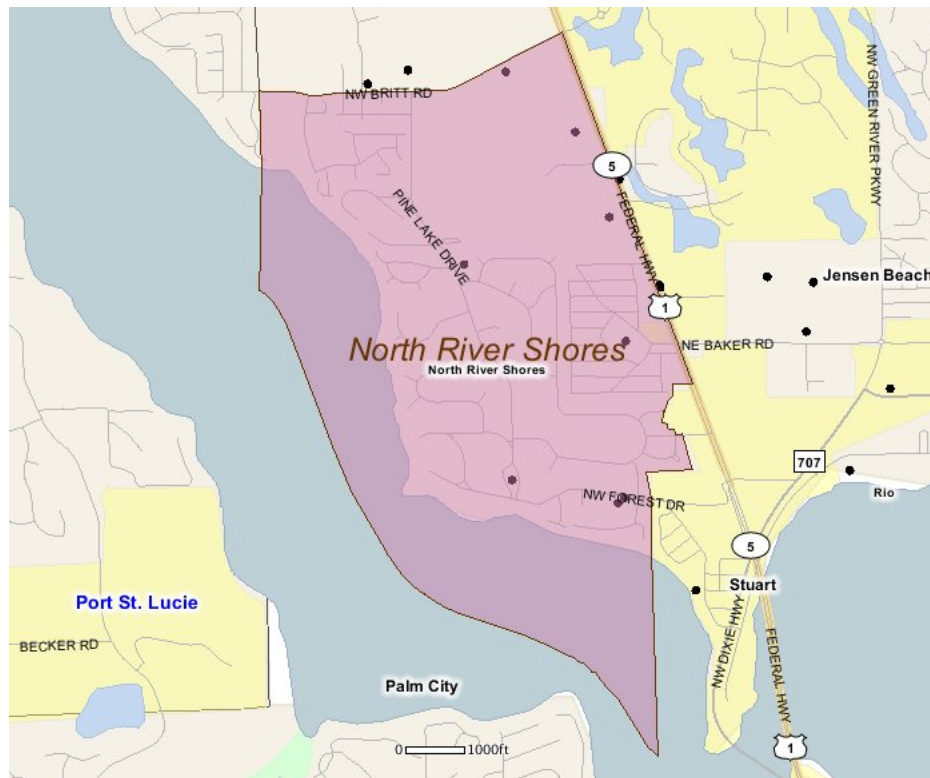 NW BRITT RD
NW GREEN RIVER PKWY
5
PINE LAKE DRIVE
FEDERAL HWY
Jensen Beach
1
NE BAKER RD
North River Shores
North River Shores
707
Rio
NW FOREST DR
5
Stuart
Port St. Lucie
BECKER RD
NW DIXIE HWY
FEDERAL HWY
Palm City
0 1000ft
1